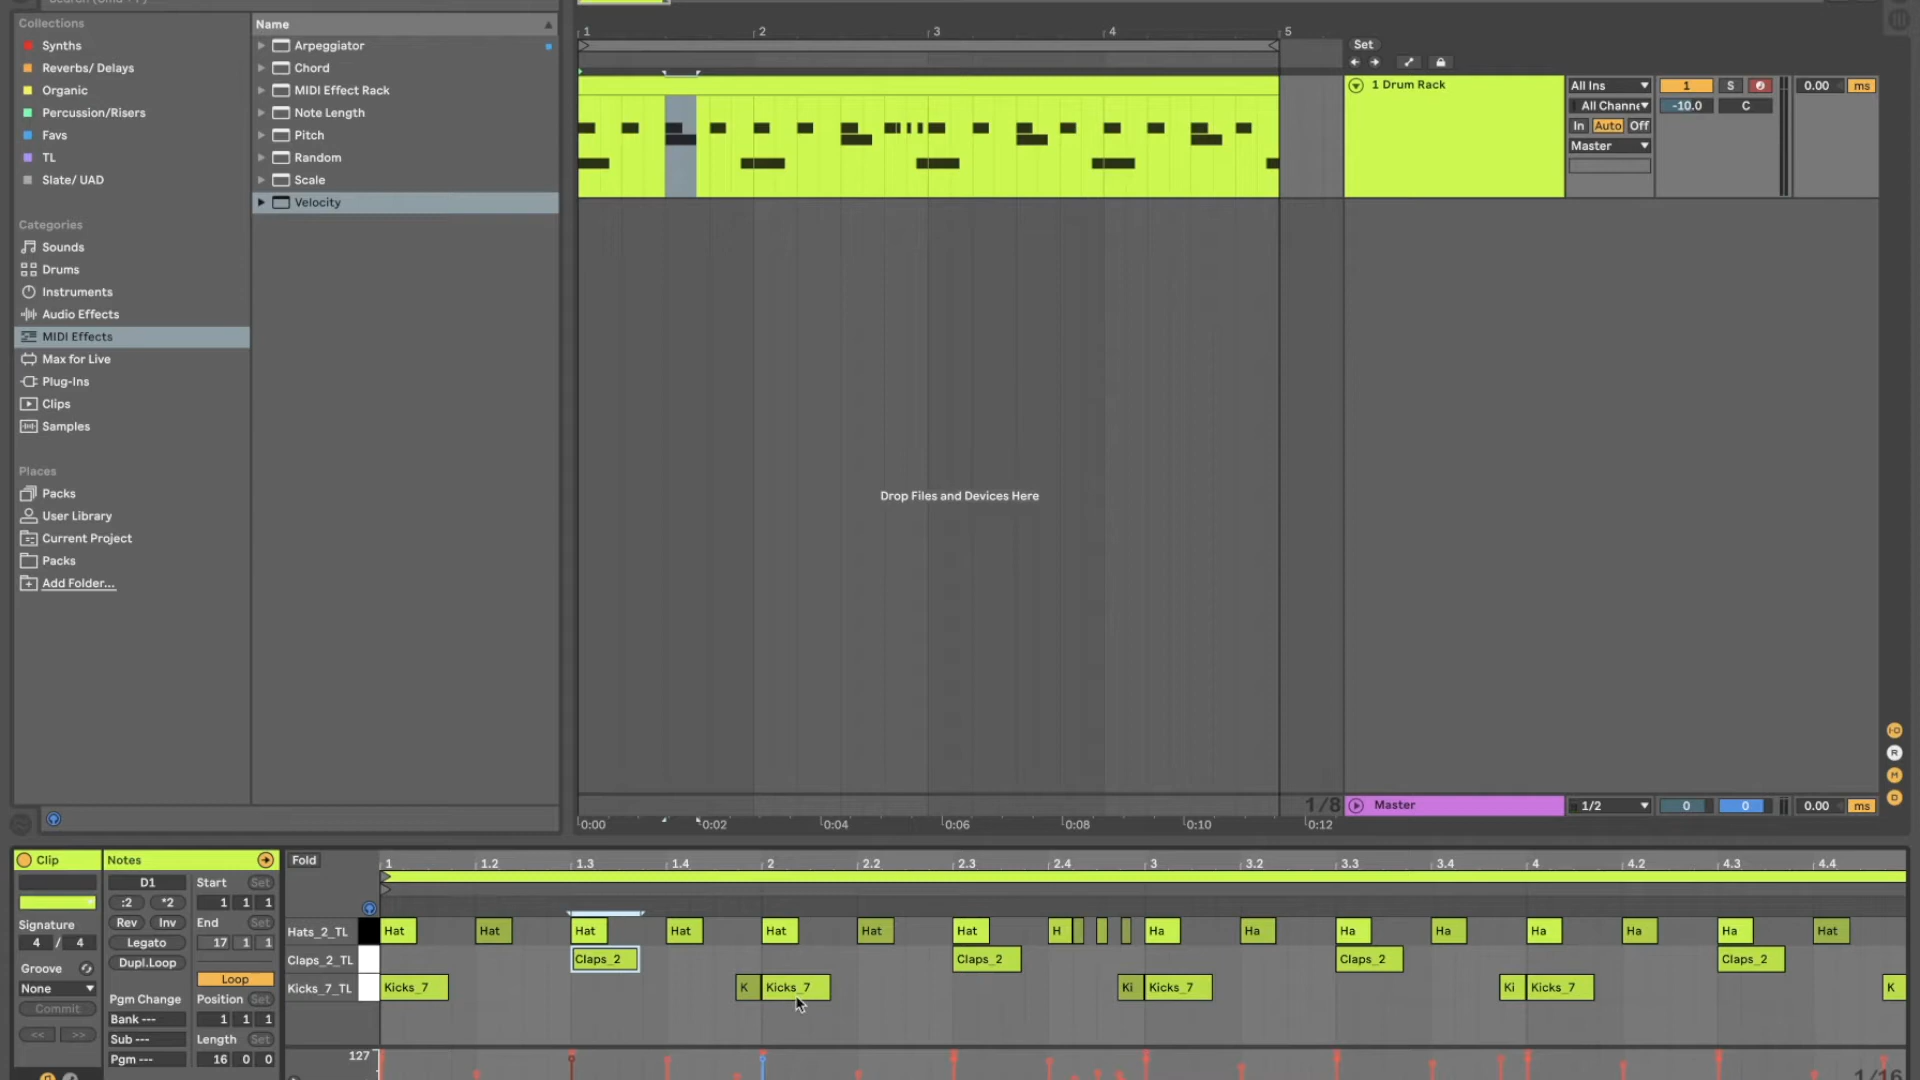 Collections
Synths
Reverbs/ Delays
Organic
Percussion/Risers
Favs
TL
Slate/ UAD
Categories
Sounds
Drums
Instruments
Audio Effects
MIDI Effects
Max for Live
Plug-Ins
Clips
Samples
Places
Packs
User Library
Current Project
Packs
Add Folder...
Name
Arpeggiator
Chord
MIDI Effect Rack
Note Length
Pitch
Random
Scale
Velocity
1 2 3 4 5
Set
1 Drum Rack
All Ins
All Channe
In Auto Off
Master
1 S
-10.0 C
0.00 ms
Drop Files and Devices Here
1/8
Master
1/2
0 0 0.00 ms
0:00 0:02 0:04 0:06 0:08 0:10 0:12
Clip
Signature
4 / 4
Groove
None
Commit
<< >>
Notes
D1
:2 *2
Rev Inv
Legato
Dupl.Loop
Pgm Change
Bank ---
Sub ---
Pgm ---
Start Set
1 1 1
End Set
17 1 1
Loop
Position Set
1 1 1
Length Set
16 0 0
Fold
1 1.2 1.3 1.4 2 2.2 2.3 2.4 3 3.2 3.3 3.4 4 4.2 4.3 4.4
Hats_2_TL Hat Hat Hat Hat Hat Hat Hat H Ha Ha Ha Ha Ha Ha Ha Hat
Claps_2_TL Claps_2 Claps_2 Claps_2 Claps_2
Kicks_7_TL Kicks_7 K Kicks_7 Ki Kicks_7 Ki Kicks_7 K
127
1/16